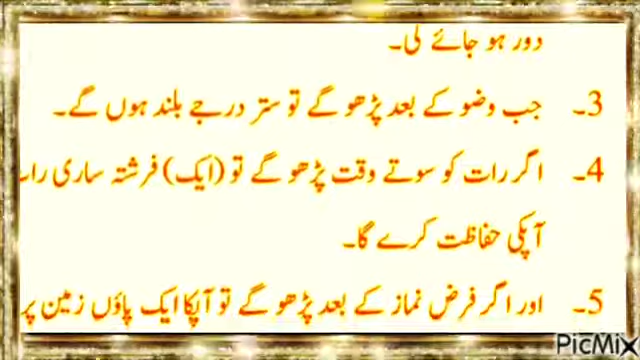 دور ہو جائے گی۔
3۔ جب وضو کے بعد پڑھو گے تو ستر درجے بلند ہوں گے۔
4۔ اگر رات کو سوتے وقت پڑھو گے تو (ایک) فرشتہ ساری رات
آپکی حفاظت کرے گا۔
5۔ اور اگر فرض نماز کے بعد پڑھو گے تو آپکا ایک پاؤں زمین پر
PicMix